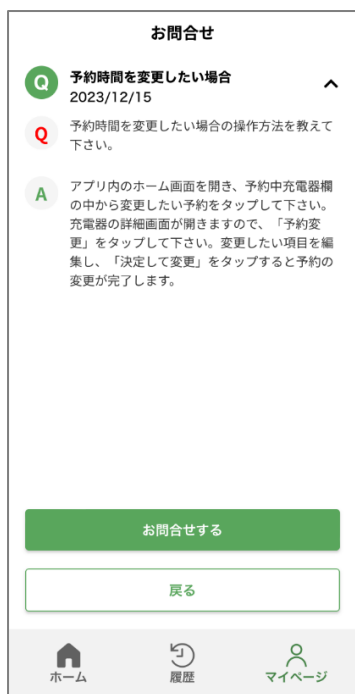 お問合せ
Q 予約時間を変更したい場合
2023/12/15
Q 予約時間を変更したい場合の操作方法を教えて
下さい。
A アプリ内のホーム画面を開き、予約中充電器欄
の中から変更したい予約をタップして下さい。
充電器の詳細画面が開きますので、「予約変
更」をタップして下さい。変更したい項目を編
集し、「決定して変更」をタップすると予約の
変更が完了します。
お問合せする
戻る
ホーム 履歴 マイページ